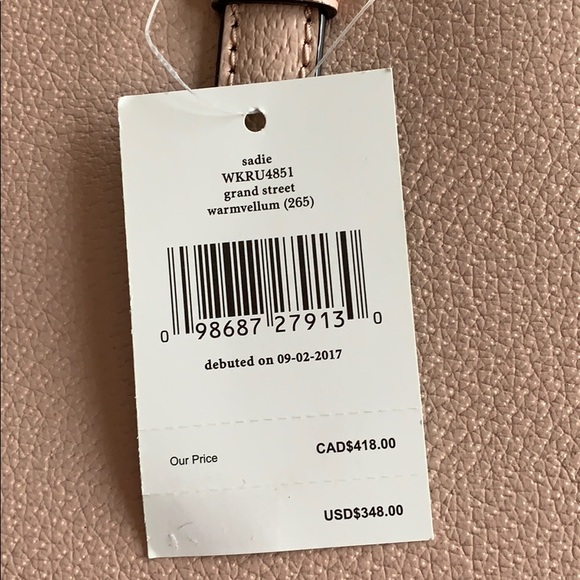 sadie
WKRU4851
grand street
warmvellum (265)
0 98687 27913 0
debuted on 09-02-2017
Our Price CAD$418.00
USD$348.00